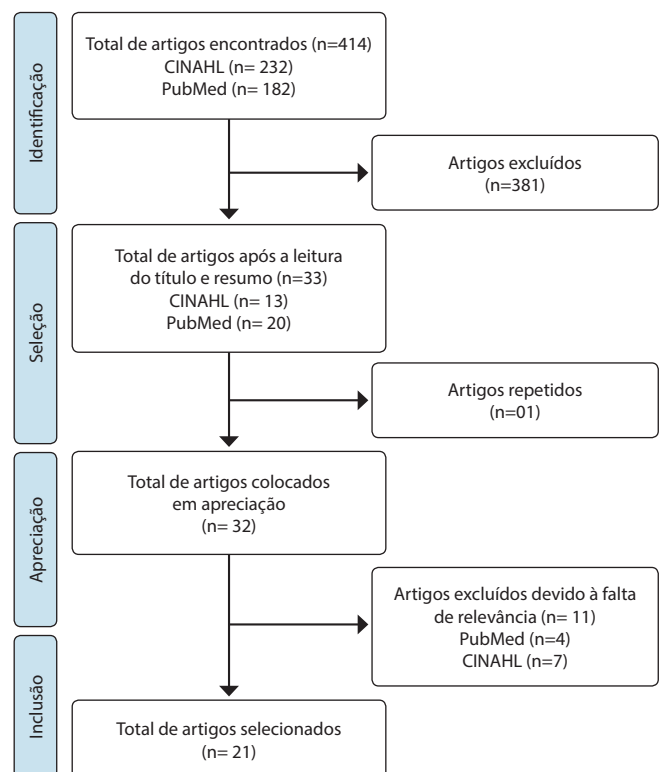 Identificação
Total de artigos encontrados (n=414)
CINAHL (n= 232)
PubMed (n= 182)
Artigos excluídos
(n=381)
Seleção
Total de artigos após a leitura
do título e resumo (n=33)
CINAHL (n= 13)
PubMed (n= 20)
Artigos repetidos
(n=01)
Apreciação
Total de artigos colocados
em apreciação
(n= 32)
Artigos excluídos devido à falta
de relevância (n= 11)
PubMed (n=4)
CINAHL (n=7)
Inclusão
Total de artigos selecionados
(n= 21)